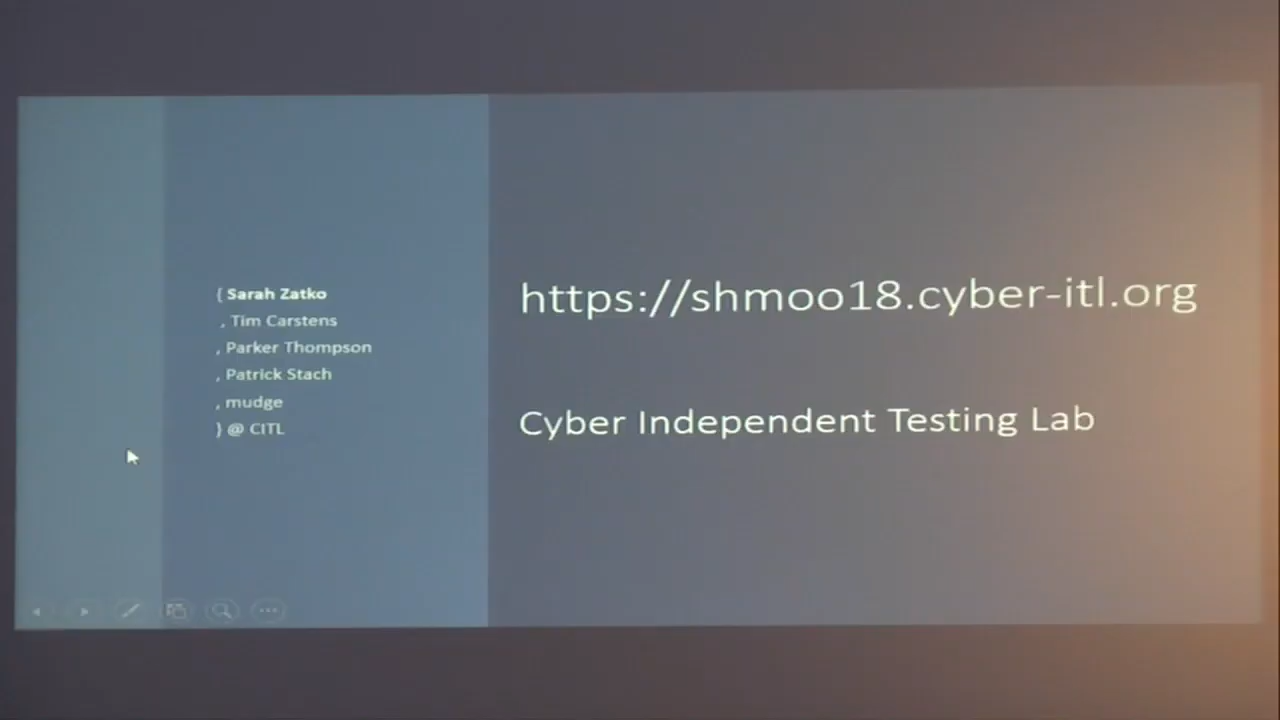 { Sarah Zatko
, Tim Carstens
, Parker Thompson
, Patrick Stach
, mudge
} @ CITL
https://shmoo18.cyber-itl.org
Cyber Independent Testing Lab